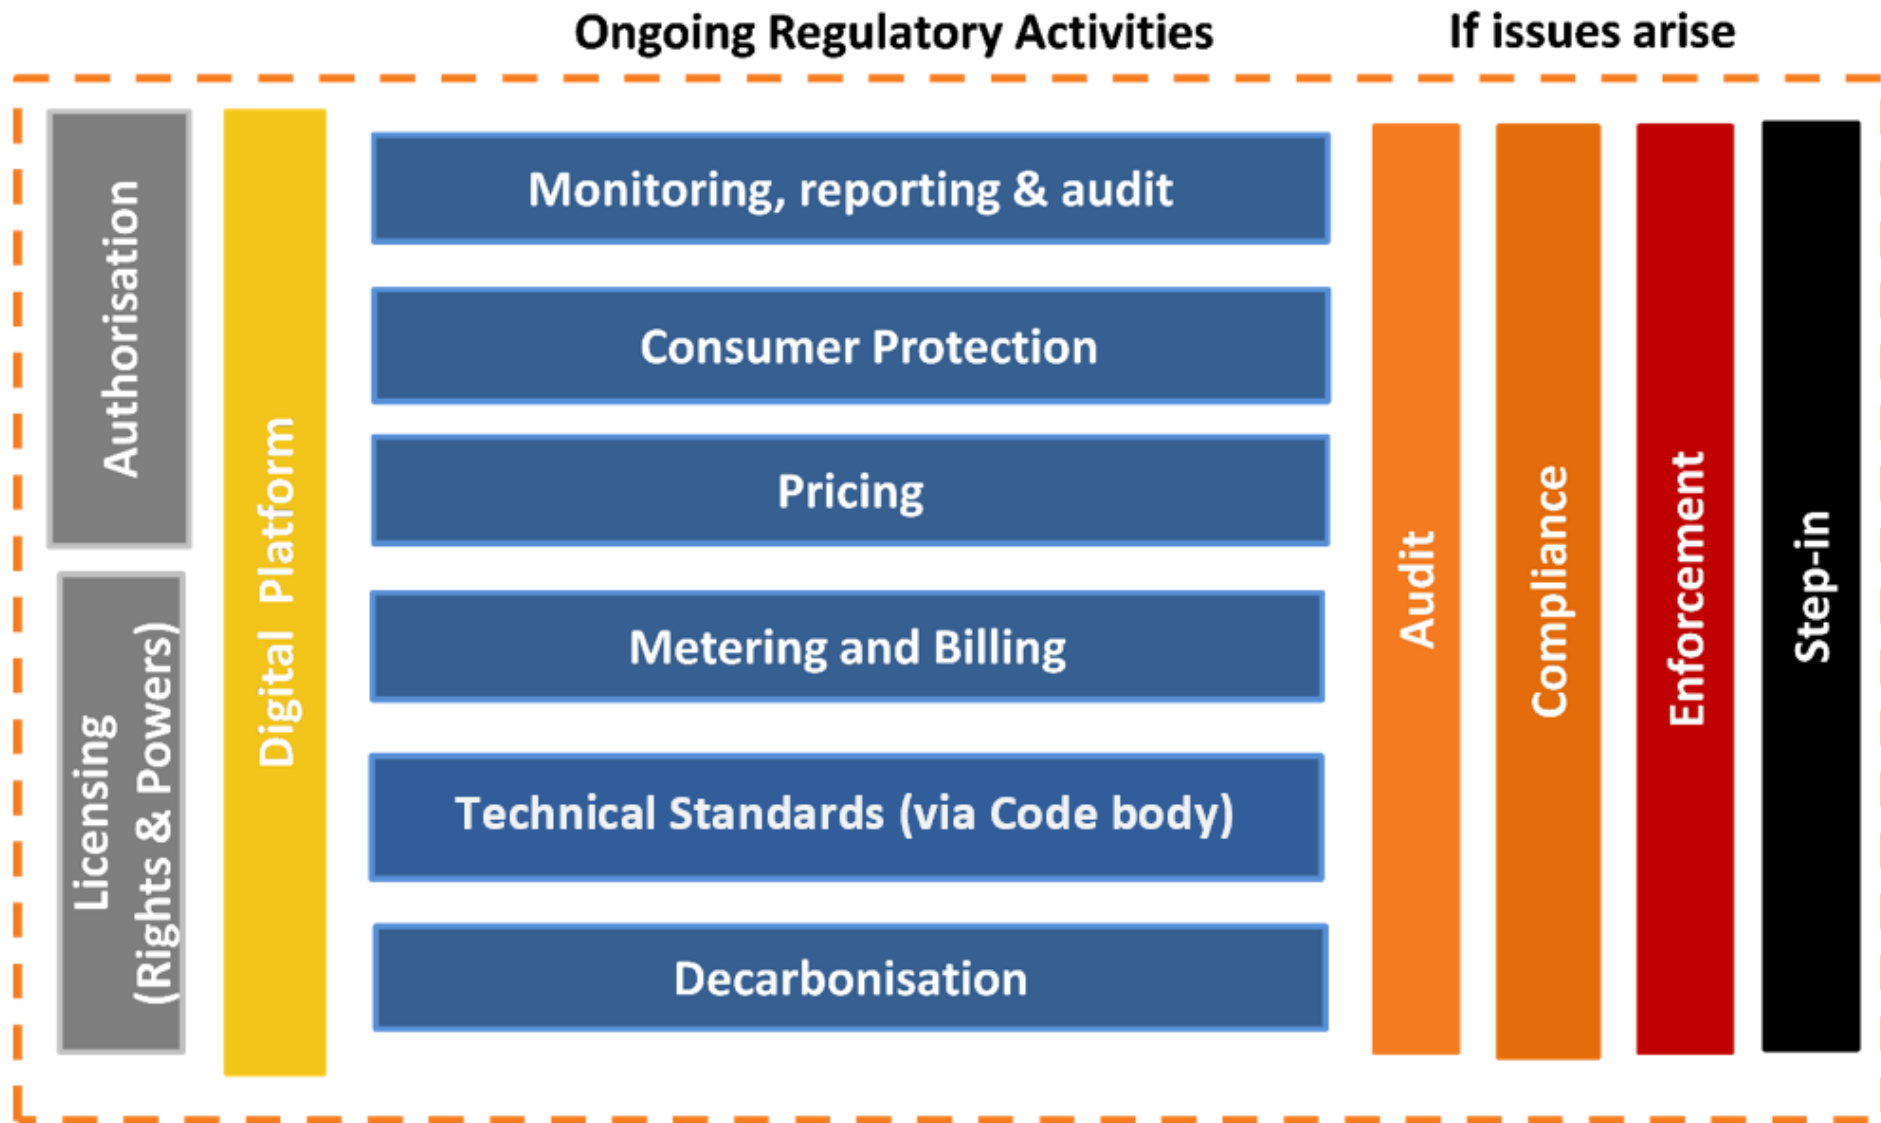 Ongoing Regulatory Activities
If issues arise
Authorisation
Licensing
(Rights & Powers)
Digital Platform
Monitoring, reporting & audit
Consumer Protection
Pricing
Metering and Billing
Technical Standards (via Code body)
Decarbonisation
Audit
Compliance
Enforcement
Step-in